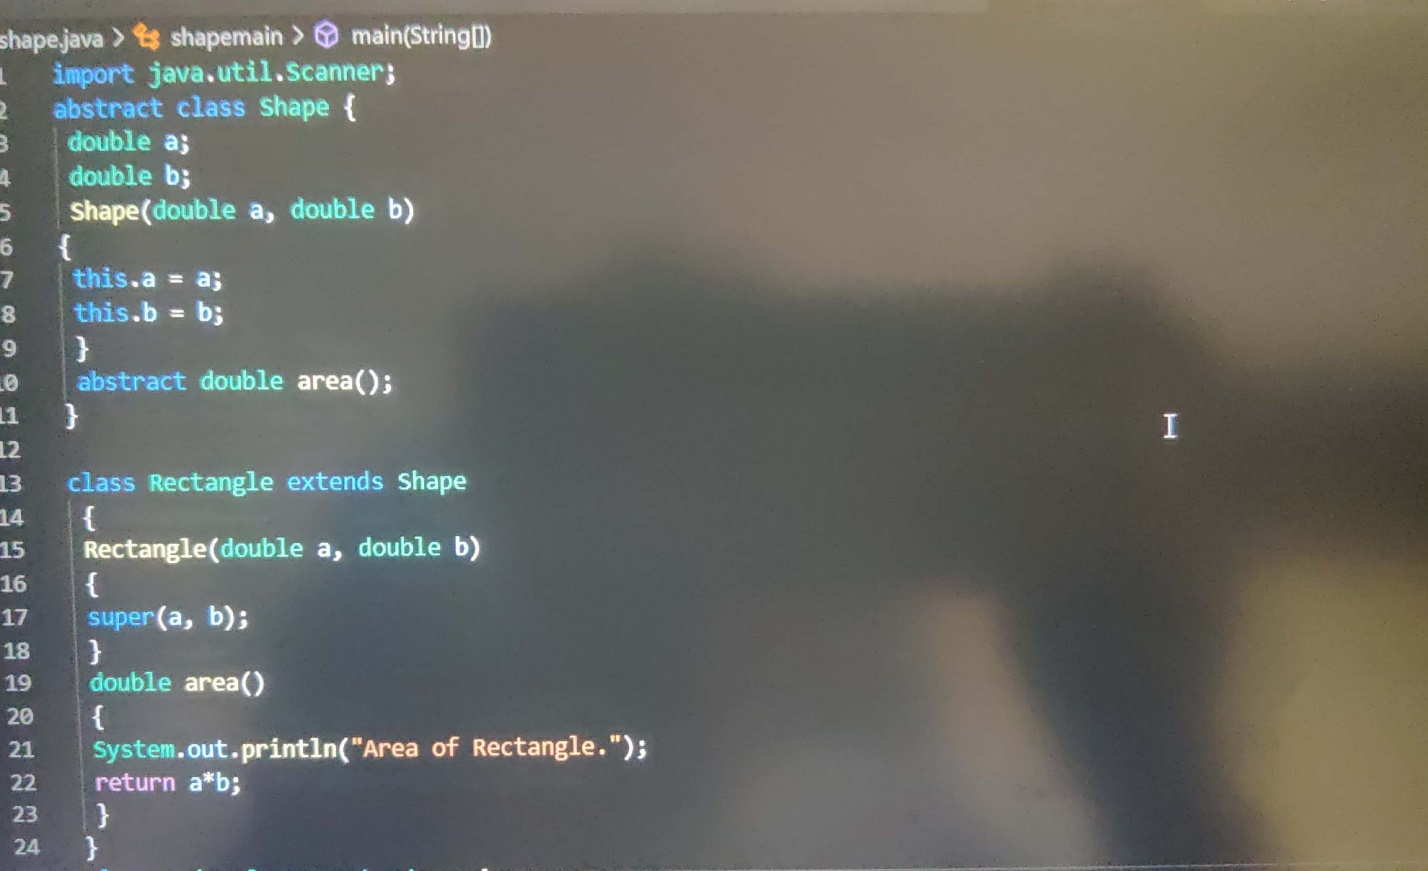 shape.java > shapemain > main(String[])
1 import java.util.Scanner;
2 abstract class Shape {
3 double a;
4 double b;
5 Shape(double a, double b)
6 {
7 this.a = a;
8 this.b = b;
9 }
10 abstract double area();
11 }
12
13 class Rectangle extends Shape
14 {
15 Rectangle(double a, double b)
16 {
17 super(a, b);
18 }
19 double area()
20 {
21 System.out.println("Area of Rectangle.");
22 return a*b;
23 }
24 }